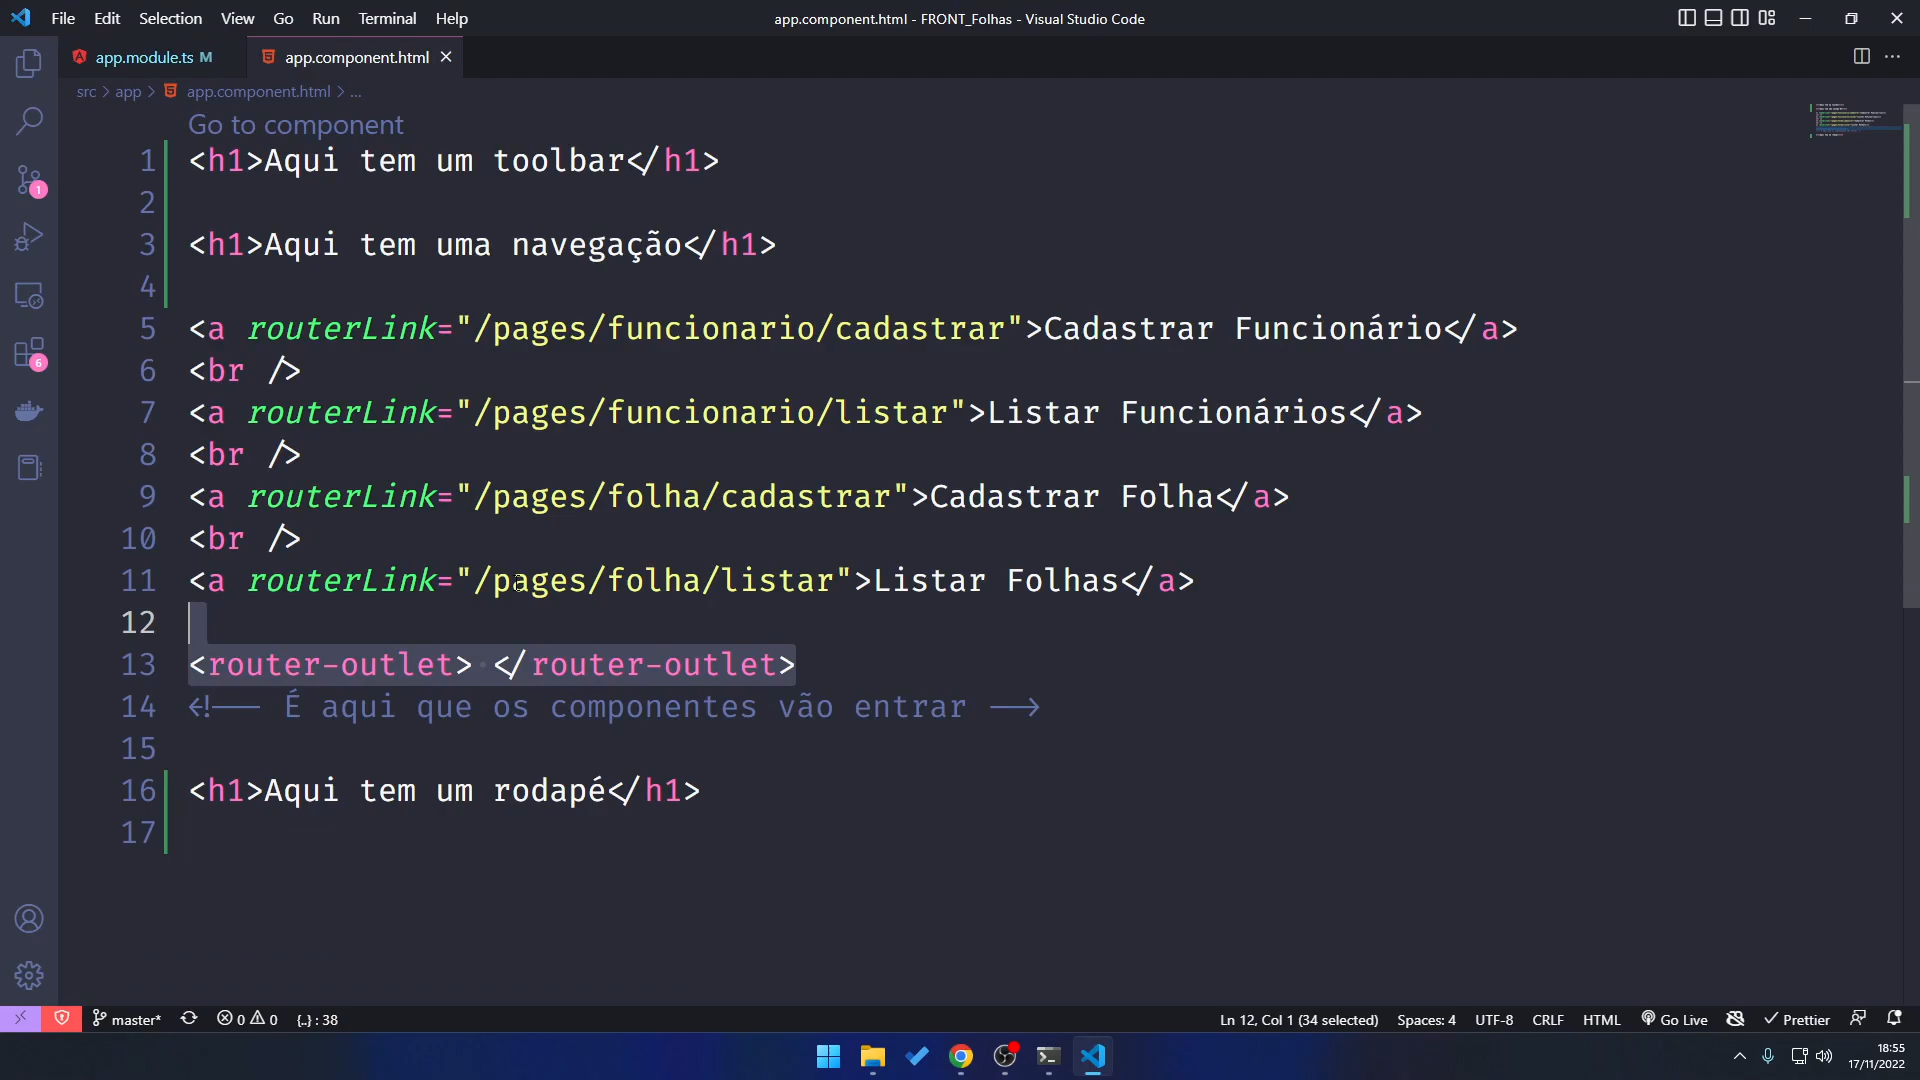 File Edit Selection View Go Run Terminal Help
app.component.html - FRONT_Folhas - Visual Studio Code
app.module.ts M
app.component.html
src > app > app.component.html > ...
Go to component
1 <h1>Aqui tem um toolbar</h1>
2
3 <h1>Aqui tem uma navegação</h1>
4
5 <a routerLink="/pages/funcionario/cadastrar">Cadastrar Funcionário</a>
6 <br />
7 <a routerLink="/pages/funcionario/listar">Listar Funcionários</a>
8 <br />
9 <a routerLink="/pages/folha/cadastrar">Cadastrar Folha</a>
10 <br />
11 <a routerLink="/pages/folha/listar">Listar Folhas</a>
12
13 <router-outlet> </router-outlet>
14 <!-- É aqui que os componentes vão entrar -->
15
16 <h1>Aqui tem um rodapé</h1>
17
1
6
master* 0 0 {..} : 38
Ln 12, Col 1 (34 selected) Spaces: 4 UTF-8 CRLF HTML Go Live Prettier
18:55
17/11/2022